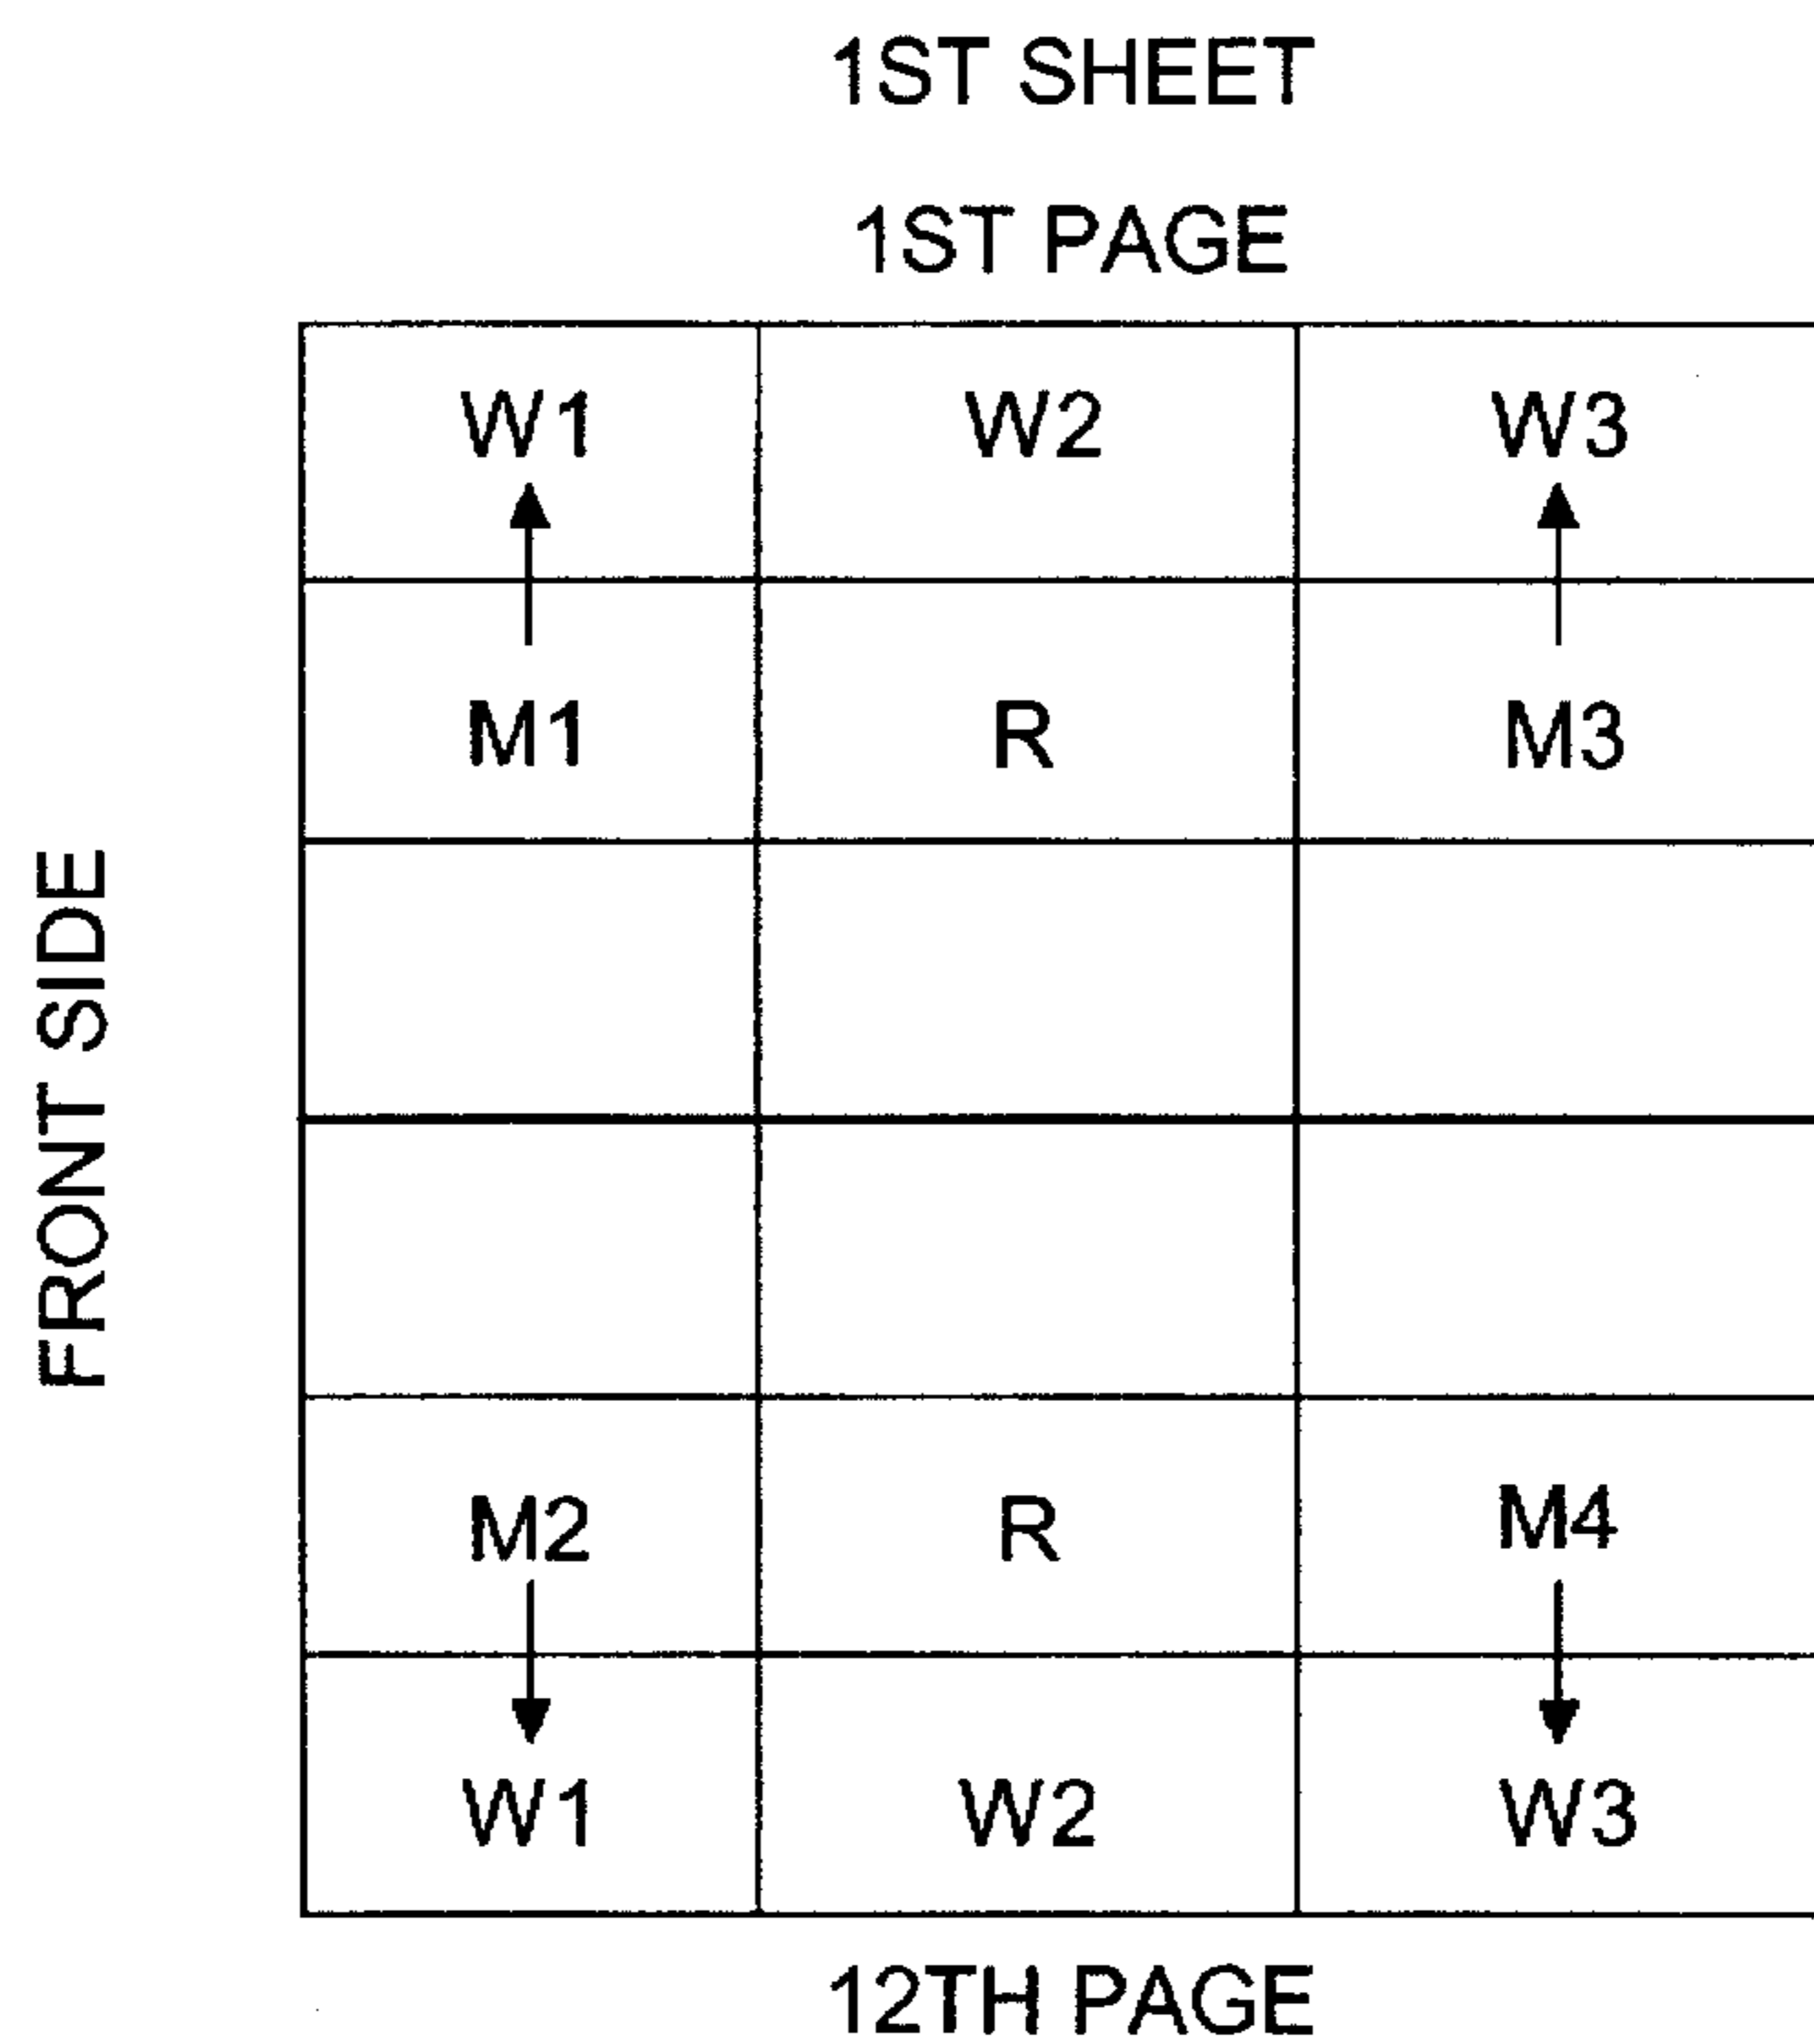 1ST SHEET
1ST PAGE
W1 W2 W3
M1 R M3
FRONT SIDE
M2 R M4
W1 W2 W3
12TH PAGE